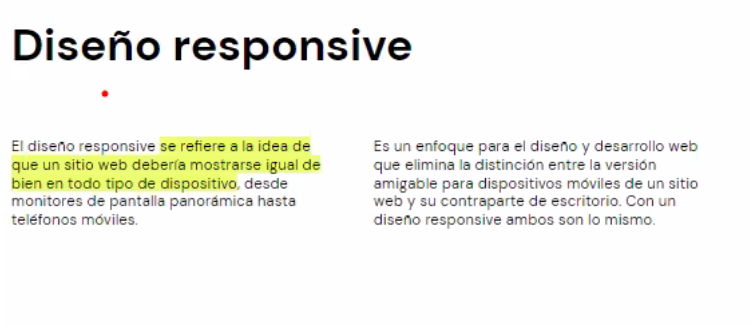 Diseño responsive
El diseño responsive se refiere a la idea de
que un sitio web debería mostrarse igual de
bien en todo tipo de dispositivo, desde
monitores de pantalla panorámica hasta
teléfonos móviles.
Es un enfoque para el diseño y desarrollo web
que elimina la distinción entre la versión
amigable para dispositivos móviles de un sitio
web y su contraparte de escritorio. Con un
diseño responsive ambos son lo mismo.